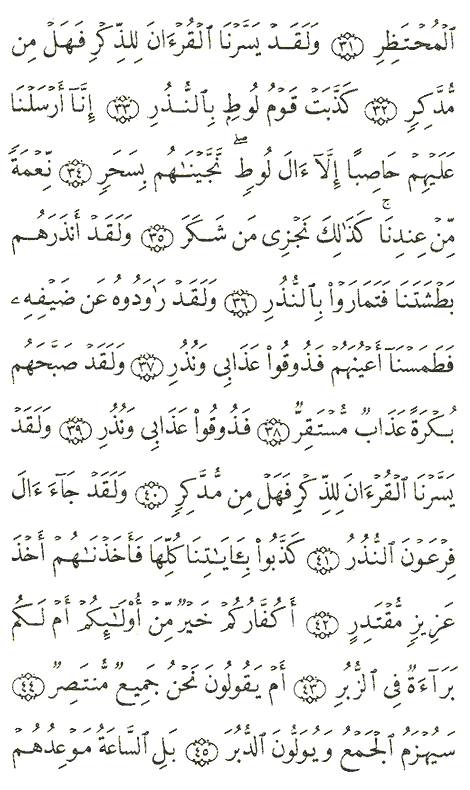 ٱلْمُحْتَظِرِ ٣١ وَلَقَدْ يَسَّرْنَا ٱلْقُرْءَانَ لِلذِّكْرِ فَهَلْ مِن
مُّدَّكِرٍ ٣٢ كَذَّبَتْ قَوْمُ لُوطٍۭ بِٱلنُّذُرِ ٣٣ إِنَّآ أَرْسَلْنَا
عَلَيْهِمْ حَاصِبًا إِلَّآ ءَالَ لُوطٍۖ نَّجَّيْنَٰهُم بِسَحَرٍ ٣٤ نِّعْمَةً
مِّنْ عِندِنَاۚ كَذَٰلِكَ نَجْزِى مَن شَكَرَ ٣٥ وَلَقَدْ أَنذَرَهُم
بَطْشَتَنَا فَتَمَارَوْا۟ بِٱلنُّذُرِ ٣٦ وَلَقَدْ رَٰوَدُوهُ عَن ضَيْفِهِۦ
فَطَمَسْنَآ أَعْيُنَهُمْ فَذُوقُوا۟ عَذَابِى وَنُذُرِ ٣٧ وَلَقَدْ صَبَّحَهُم
بُكْرَةً عَذَابٌ مُّسْتَقِرٌّ ٣٨ فَذُوقُوا۟ عَذَابِى وَنُذُرِ ٣٩ وَلَقَدْ
يَسَّرْنَا ٱلْقُرْءَانَ لِلذِّكْرِ فَهَلْ مِن مُّدَّكِرٍ ٤٠ وَلَقَدْ جَآءَ ءَالَ
فِرْعَوْنَ ٱلنُّذُرُ ٤١ كَذَّبُوا۟ بِـَٔايَٰتِنَا كُلِّهَا فَأَخَذْنَٰهُمْ أَخْذَ
عَزِيزٍ مُّقْتَدِرٍ ٤٢ أَكُفَّارُكُمْ خَيْرٌ مِّنْ أُو۟لَٰٓئِكُمْ أَمْ لَكُم
بَرَآءَةٌ فِى ٱلزُّبُرِ ٤٣ أَمْ يَقُولُونَ نَحْنُ جَمِيعٌ مُّنتَصِرٌ ٤٤
سَيُهْزَمُ ٱلْجَمْعُ وَيُوَلُّونَ ٱلدُّبُرَ ٤٥ بَلِ ٱلسَّاعَةُ مَوْعِدُهُمْ